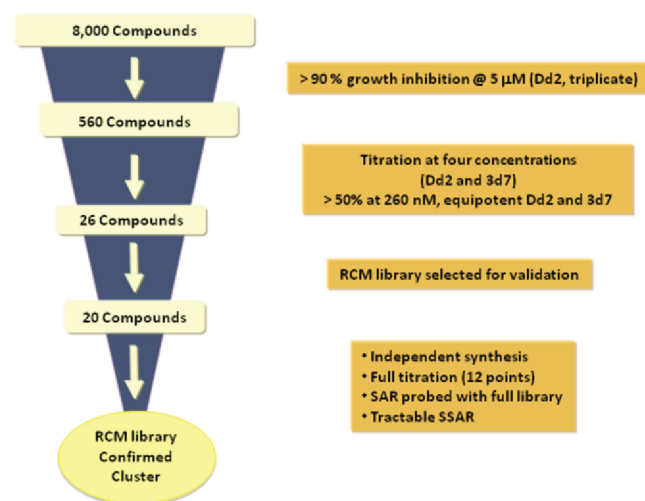 8,000 Compounds
> 90 % growth inhibition @ 5 µM (Dd2, triplicate)
560 Compounds
Titration at four concentrations
(Dd2 and 3d7)
> 50% at 260 nM, equipotent Dd2 and 3d7
26 Compounds
RCM library selected for validation
20 Compounds
• Independent synthesis
• Full titration (12 points)
• SAR probed with full library
• Tractable SSAR
RCM library
Confirmed
Cluster